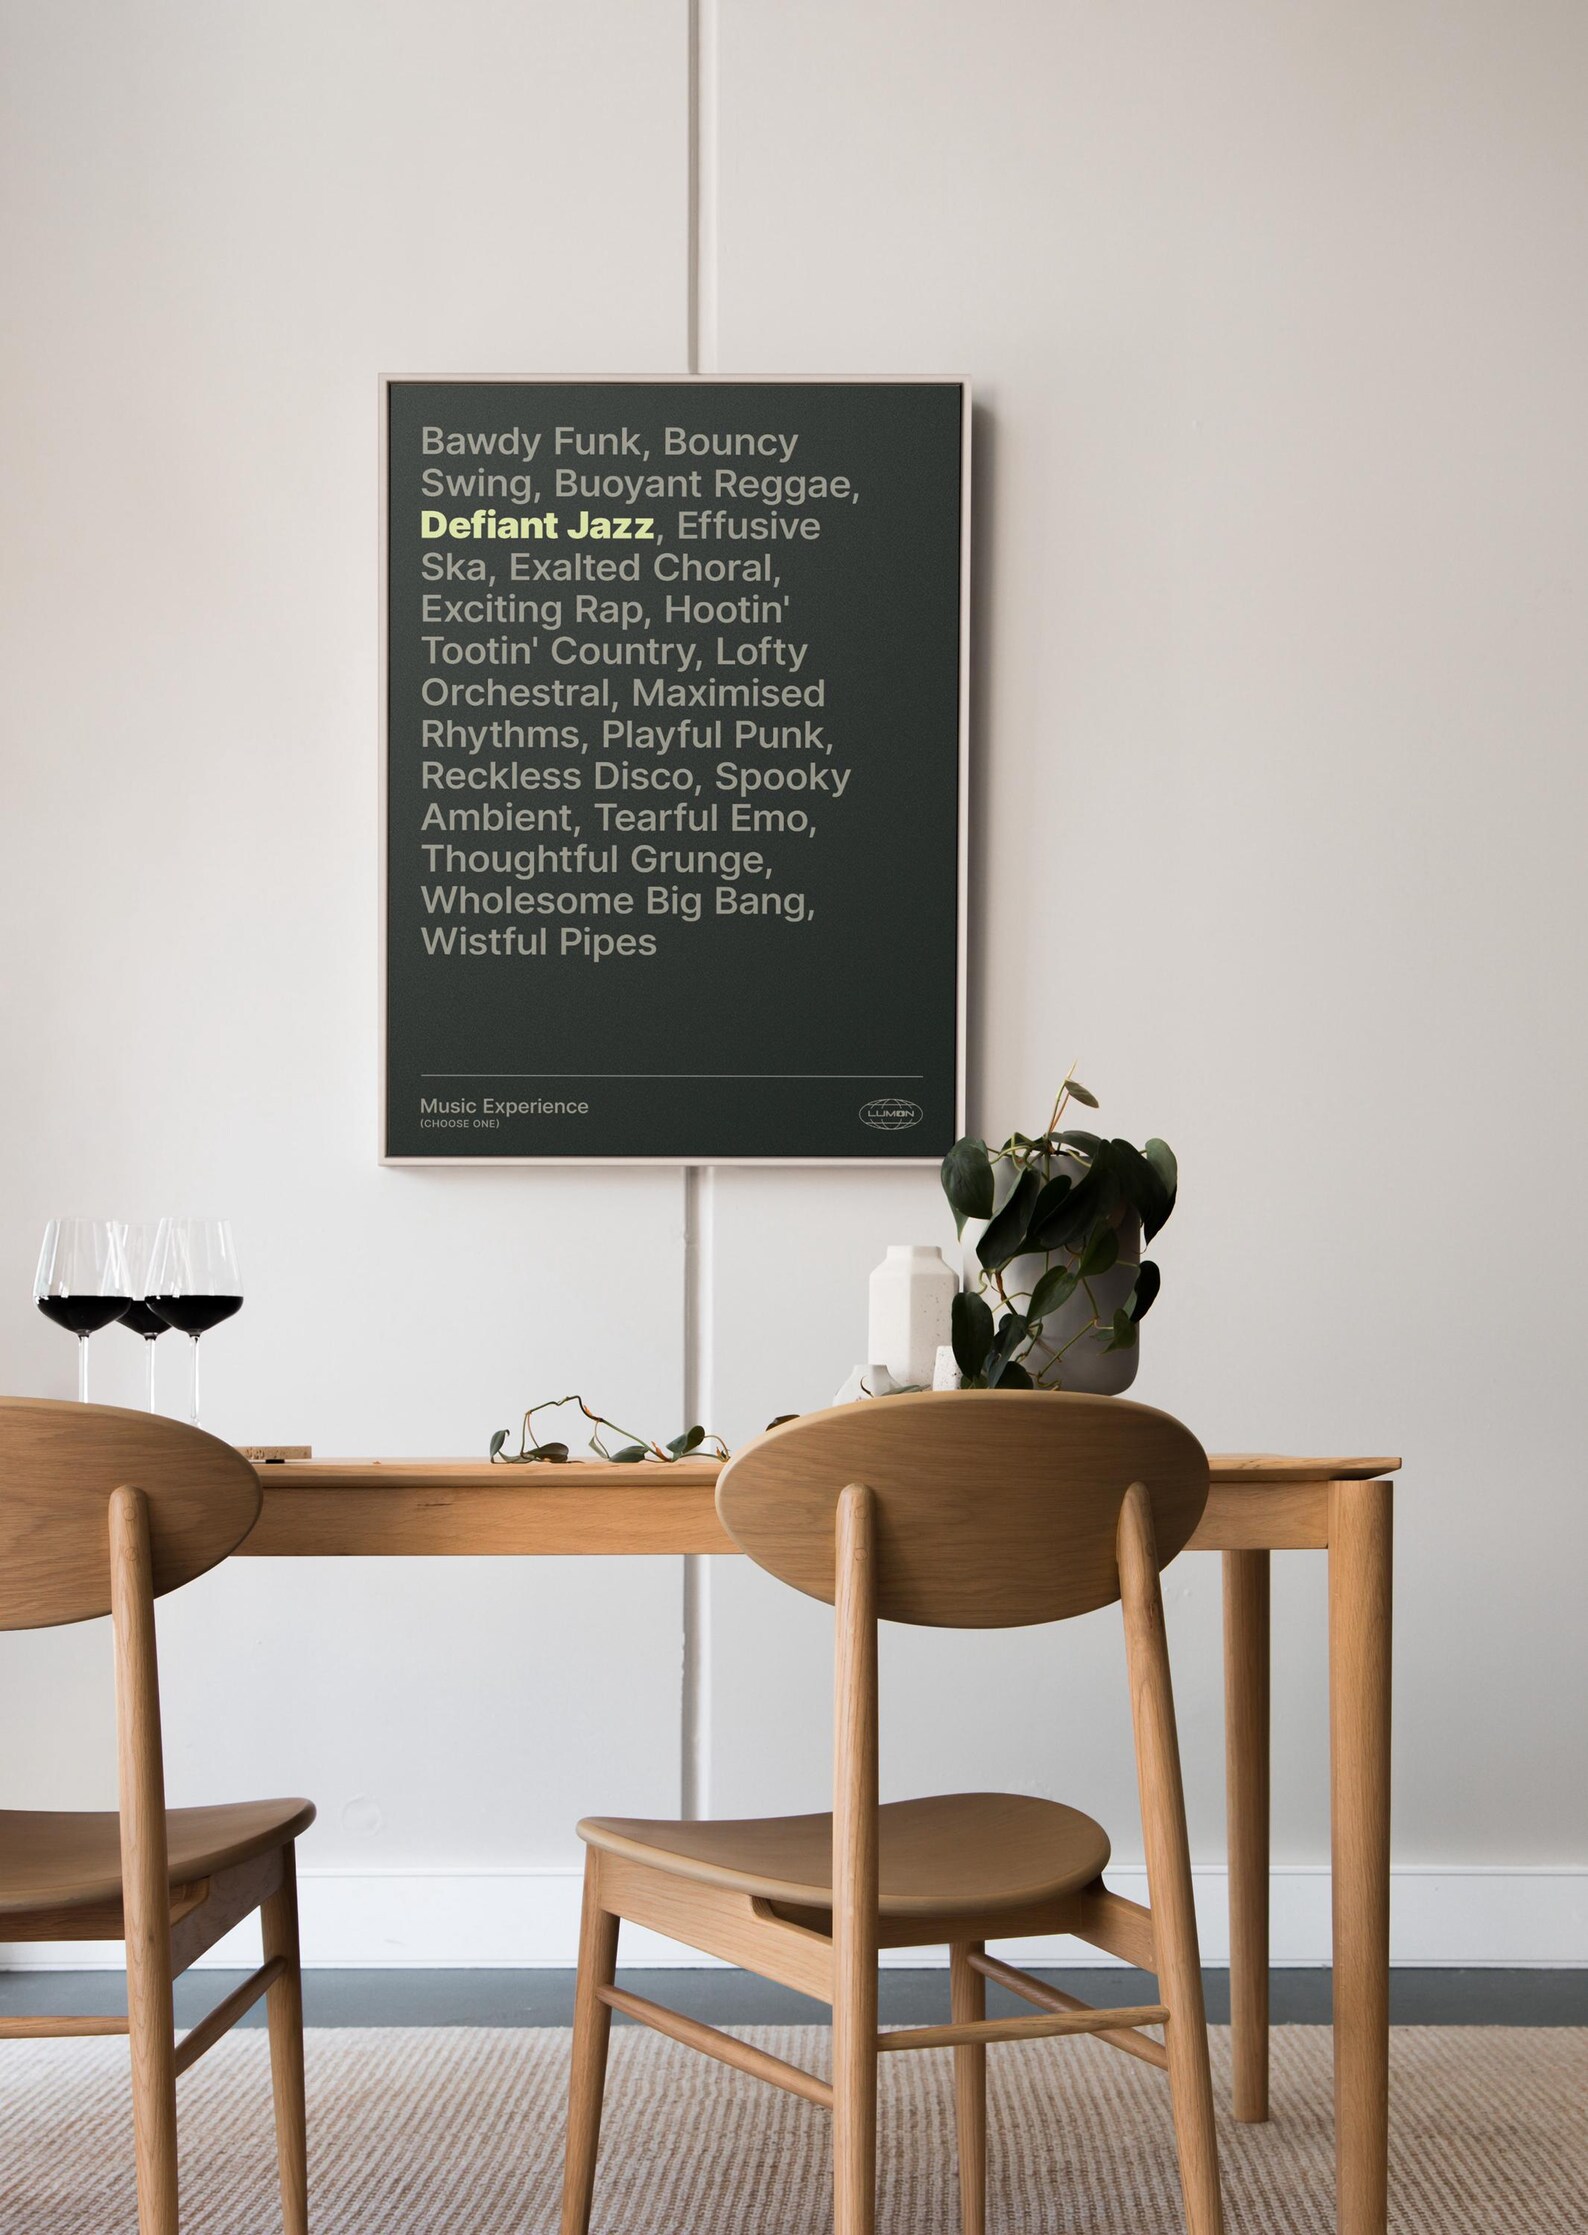 Bawdy Funk, Bouncy
Swing, Buoyant Reggae,
Defiant Jazz, Effusive
Ska, Exalted Choral,
Exciting Rap, Hootin'
Tootin' Country, Lofty
Orchestral, Maximised
Rhythms, Playful Punk,
Reckless Disco, Spooky
Ambient, Tearful Emo,
Thoughtful Grunge,
Wholesome Big Bang,
Wistful Pipes
Music Experience
(CHOOSE ONE)
LUMON